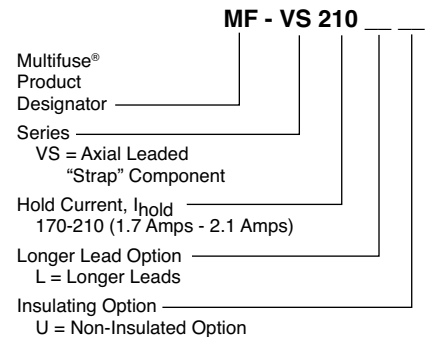 MF - VS 210 __ __
Multifuse®
Product
Designator
Series
VS = Axial Leaded
"Strap" Component
Hold Current, Ihold
170-210 (1.7 Amps - 2.1 Amps)
Longer Lead Option
L = Longer Leads
Insulating Option
U = Non-Insulated Option